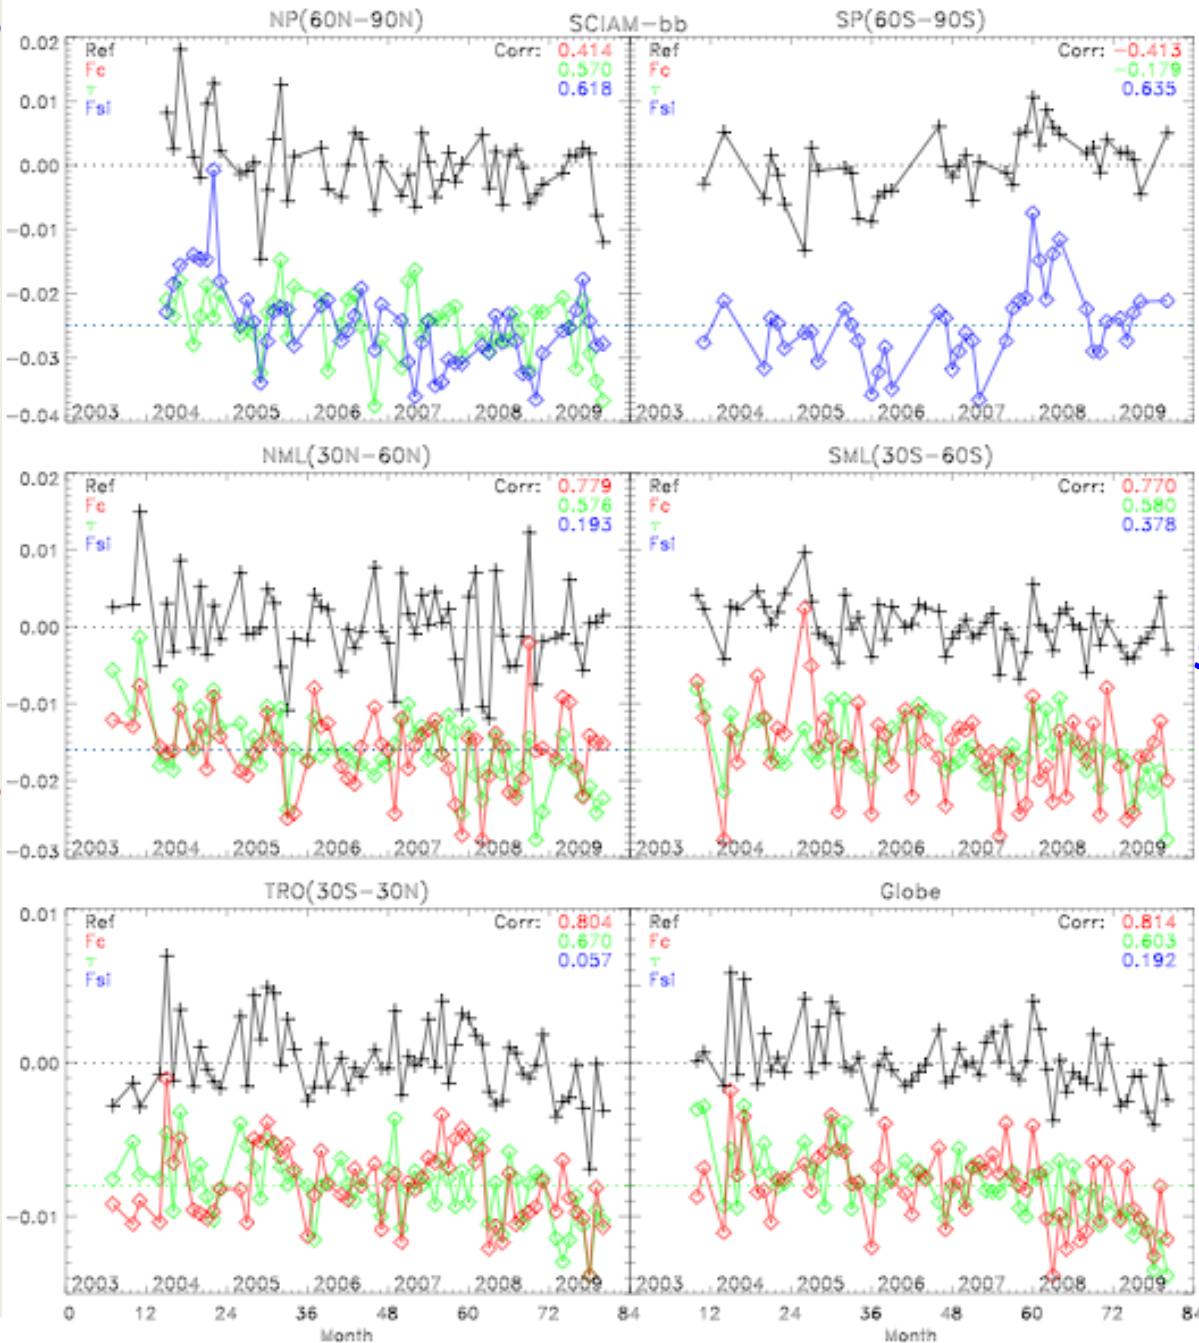 NP(60N-90N) SCIAM-bb SP(60S-90S)
0.02
0.01
0.00
-0.01
-0.02
-0.03
-0.04
Ref Corr: 0.414
Fc 0.570
τ 0.618
Fsi
2003 2004 2005 2006 2007 2008 2009
Ref Corr: -0.413
Fc -0.179
τ 0.635
Fsi
2003 2004 2005 2006 2007 2008 2009
NML(30N-60N) SML(30S-60S)
0.02
0.01
0.00
-0.01
-0.02
-0.03
Ref Corr: 0.779
Fc 0.576
τ 0.193
Fsi
2003 2004 2005 2006 2007 2008 2009
Ref Corr: 0.770
Fc 0.580
τ 0.378
Fsi
2003 2004 2005 2006 2007 2008 2009
TRO(30S-30N) Globe
0.01
0.00
-0.01
Ref Corr: 0.804
Fc 0.670
τ 0.057
Fsi
2003 2004 2005 2006 2007 2008 2009
Ref Corr: 0.814
Fc 0.603
τ 0.192
Fsi
2003 2004 2005 2006 2007 2008 2009
0 12 24 36 48 60 72 84 12 24 36 48 60 72 84
Month Month